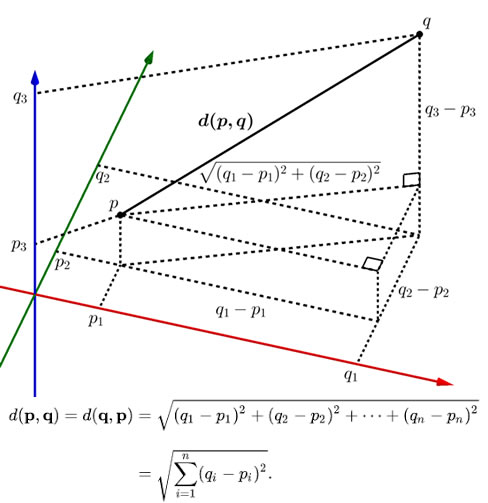 q
q₃
d(p, q)
q₃ − p₃
√(q₁ − p₁)² + (q₂ − p₂)²
q₂
p
p₃
p₂
q₂ − p₂
q₁ − p₁
p₁
q₁
d(p, q) = d(q, p) = √(q₁ − p₁)² + (q₂ − p₂)² + ⋯ + (qₙ − pₙ)²
= √∑ᵢ₌₁ⁿ (qᵢ − pᵢ)².